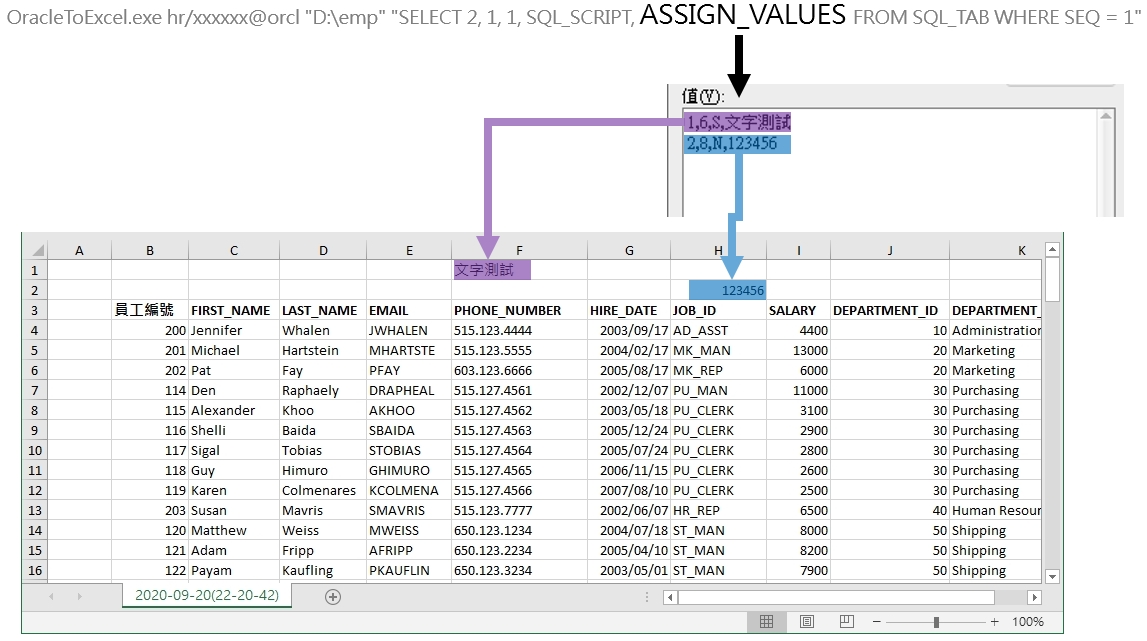 OracleToExcel.exe hr/xxxxxx@orcl "D:\emp" "SELECT 2, 1, 1, SQL_SCRIPT, ASSIGN_VALUES FROM SQL_TAB WHERE SEQ = 1"
值(V):
1,6,S,文字測試
2,8,N,123456
A B C D E F G H I J K
1 文字測試
2 123456
3 員工編號 FIRST_NAME LAST_NAME EMAIL PHONE_NUMBER HIRE_DATE JOB_ID SALARY DEPARTMENT_ID DEPARTMENT_
4 200 Jennifer Whalen JWHALEN 515.123.4444 2003/09/17 AD_ASST 4400 10 Administration
5 201 Michael Hartstein MHARTSTE 515.123.5555 2004/02/17 MK_MAN 13000 20 Marketing
6 202 Pat Fay PFAY 603.123.6666 2005/08/17 MK_REP 6000 20 Marketing
7 114 Den Raphaely DRAPHEAL 515.127.4561 2002/12/07 PU_MAN 11000 30 Purchasing
8 115 Alexander Khoo AKHOO 515.127.4562 2003/05/18 PU_CLERK 3100 30 Purchasing
9 116 Shelli Baida SBAIDA 515.127.4563 2005/12/24 PU_CLERK 2900 30 Purchasing
10 117 Sigal Tobias STOBIAS 515.127.4564 2005/07/24 PU_CLERK 2800 30 Purchasing
11 118 Guy Himuro GHIMURO 515.127.4565 2006/11/15 PU_CLERK 2600 30 Purchasing
12 119 Karen Colmenares KCOLMENA 515.127.4566 2007/08/10 PU_CLERK 2500 30 Purchasing
13 203 Susan Mavris SMAVRIS 515.123.7777 2002/06/07 HR_REP 6500 40 Human Resour
14 120 Matthew Weiss MWEISS 650.123.1234 2004/07/18 ST_MAN 8000 50 Shipping
15 121 Adam Fripp AFRIPP 650.123.2234 2005/04/10 ST_MAN 8200 50 Shipping
16 122 Payam Kaufling PKAUFLIN 650.123.3234 2003/05/01 ST_MAN 7900 50 Shipping
2020-09-20(22-20-42)
100%